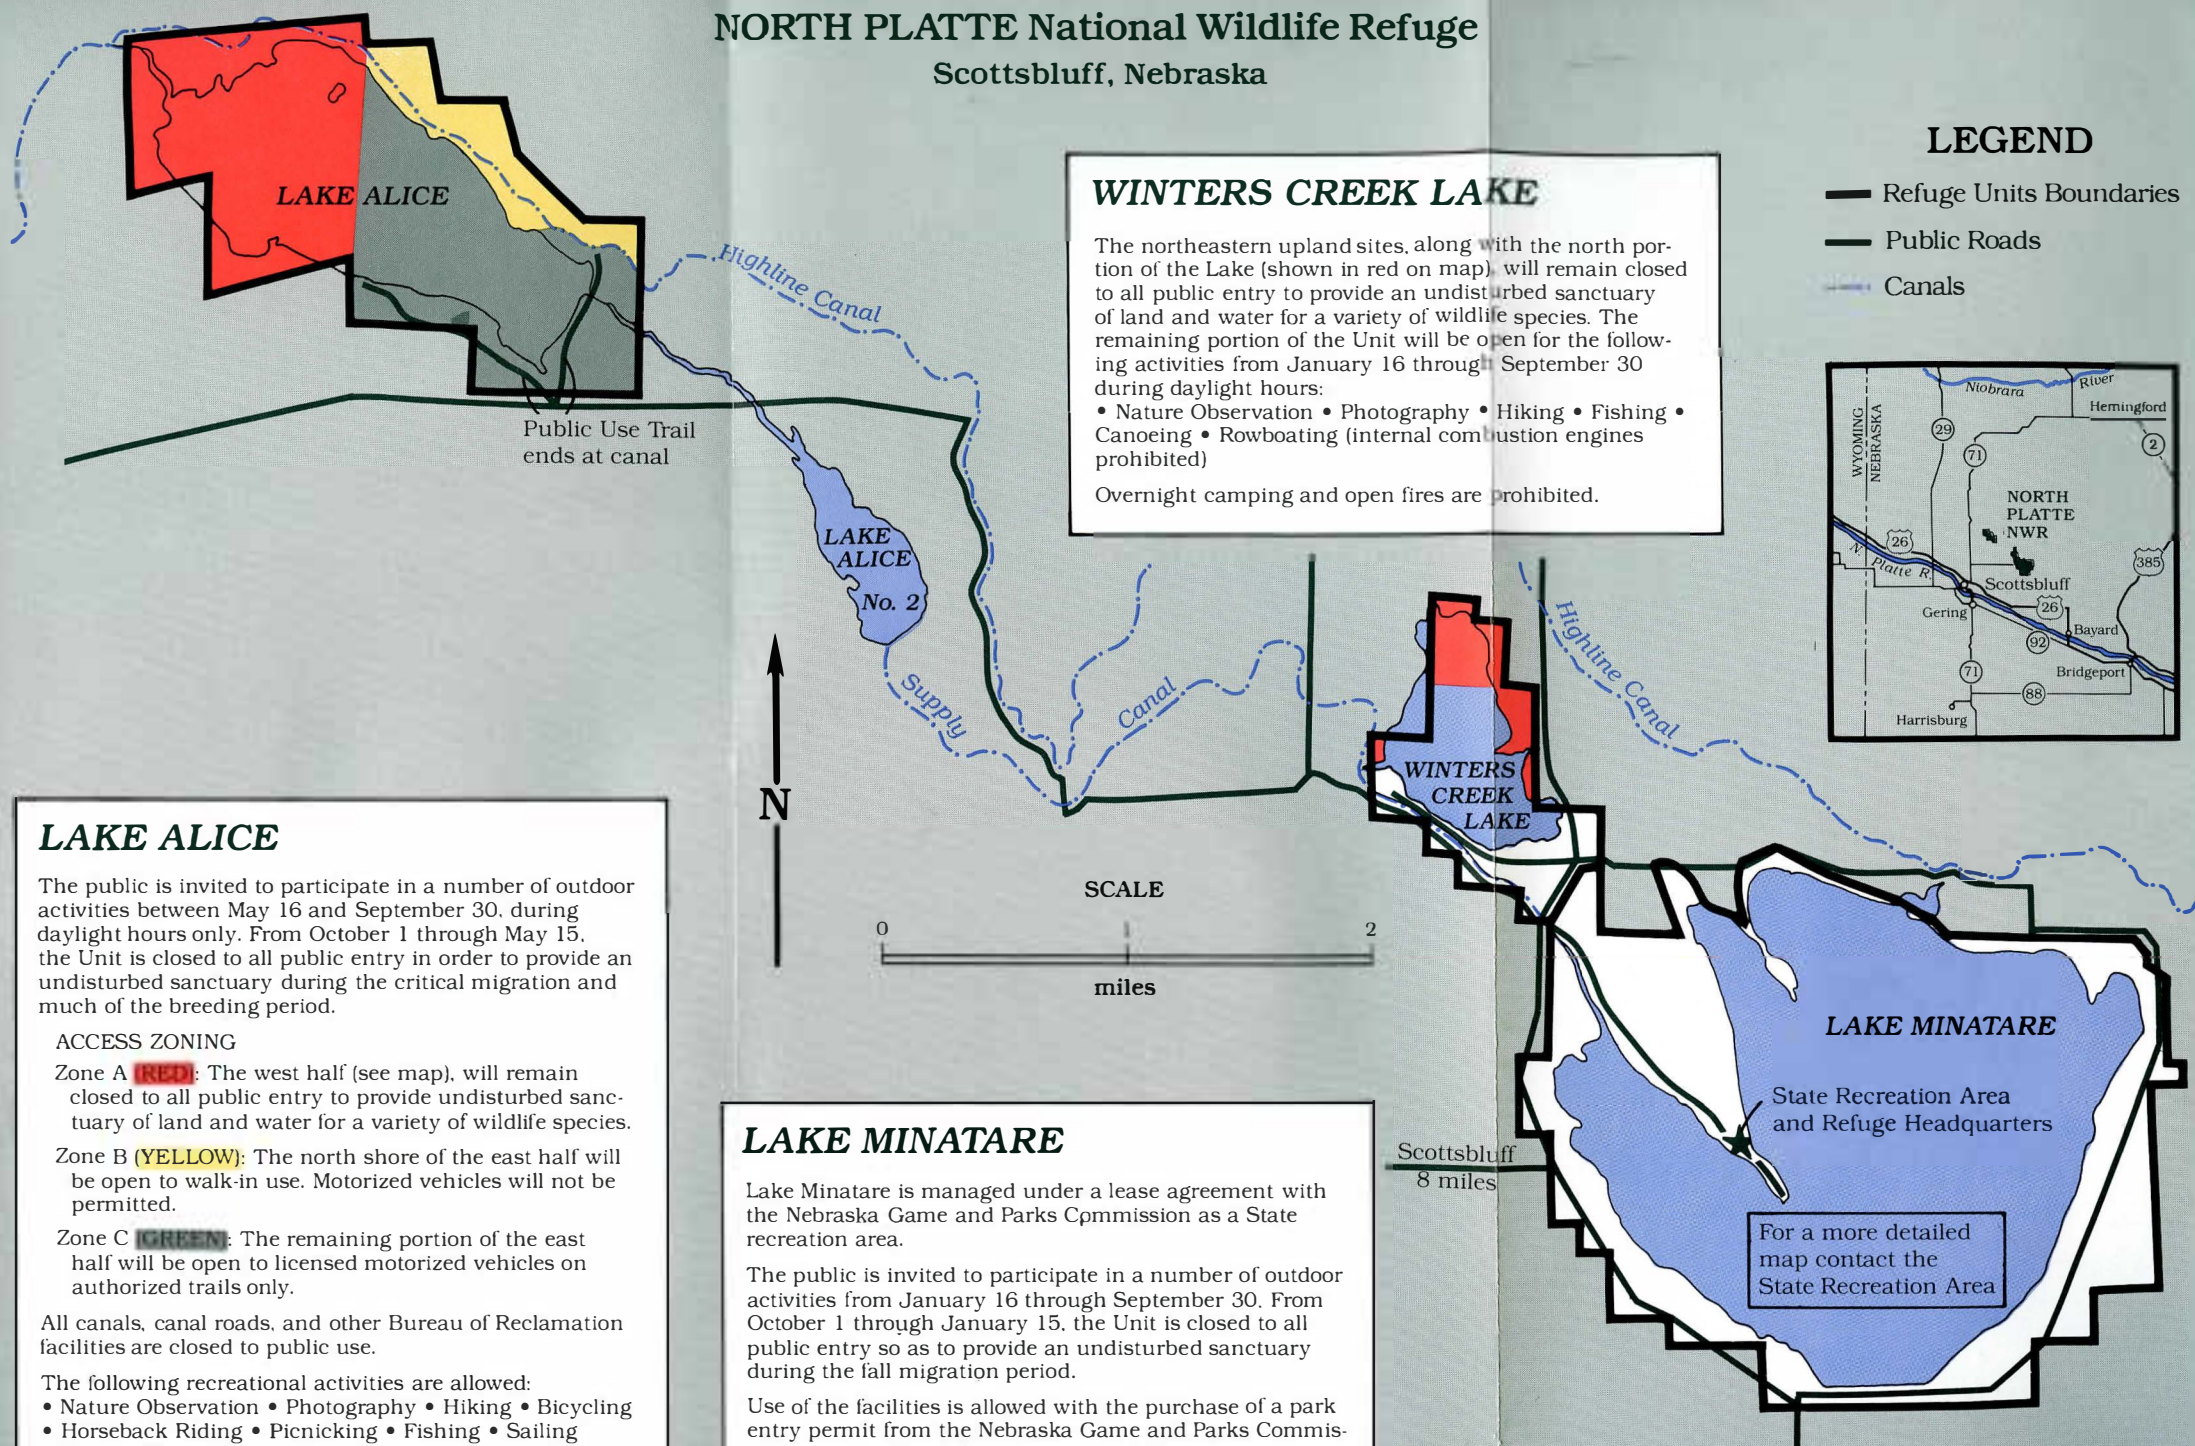 NORTH PLATTE National Wildlife Refuge
Scottsbluff, Nebraska
LEGEND
Refuge Units Boundaries
Public Roads
Canals
LAKE ALICE
Highline Canal
Public Use Trail
ends at canal
LAKE
ALICE
No. 2
Supply
Canal
WINTERS CREEK LAKE
The northeastern upland sites, along with the north por-
tion of the Lake (shown in red on map), will remain closed
to all public entry to provide an undisturbed sanctuary
of land and water for a variety of wildlife species. The
remaining portion of the Unit will be open for the follow-
ing activities from January 16 through September 30
during daylight hours:
• Nature Observation • Photography • Hiking • Fishing •
Canoeing • Rowboating (internal combustion engines
prohibited)
Overnight camping and open fires are prohibited.
WYOMING
NEBRASKA
Niobrara
River
Hemingford
29
71
2
NORTH
PLATTE
NWR
26
N. Platte R.
385
Scottsbluff
Gering
26
Bayard
92
Bridgeport
71
88
Harrisburg
Highline Canal
WINTERS
CREEK
LAKE
N
SCALE
0
1
2
miles
LAKE MINATARE
State Recreation Area
and Refuge Headquarters
Scottsbluff
8 miles
For a more detailed
map contact the
State Recreation Area
LAKE ALICE
The public is invited to participate in a number of outdoor
activities between May 16 and September 30, during
daylight hours only. From October 1 through May 15,
the Unit is closed to all public entry in order to provide an
undisturbed sanctuary during the critical migration and
much of the breeding period.
ACCESS ZONING
Zone A (RED): The west half (see map), will remain
closed to all public entry to provide undisturbed sanc-
tuary of land and water for a variety of wildlife species.
Zone B (YELLOW): The north shore of the east half will
be open to walk-in use. Motorized vehicles will not be
permitted.
Zone C (GREEN): The remaining portion of the east
half will be open to licensed motorized vehicles on
authorized trails only.
All canals, canal roads, and other Bureau of Reclamation
facilities are closed to public use.
The following recreational activities are allowed:
• Nature Observation • Photography • Hiking • Bicycling
• Horseback Riding • Picnicking • Fishing • Sailing
LAKE MINATARE
Lake Minatare is managed under a lease agreement with
the Nebraska Game and Parks Commission as a State
recreation area.
The public is invited to participate in a number of outdoor
activities from January 16 through September 30. From
October 1 through January 15, the Unit is closed to all
public entry so as to provide an undisturbed sanctuary
during the fall migration period.
Use of the facilities is allowed with the purchase of a park
entry permit from the Nebraska Game and Parks Commis-